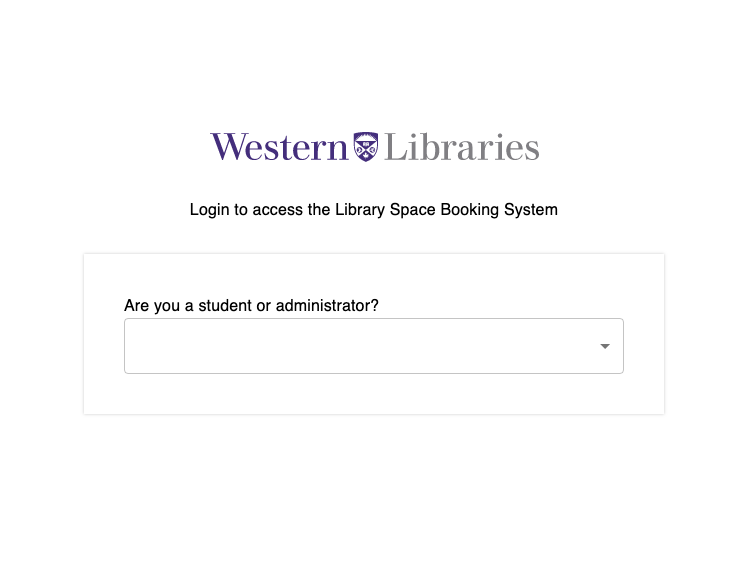 Western Libraries
Login to access the Library Space Booking System
Are you a student or administrator?